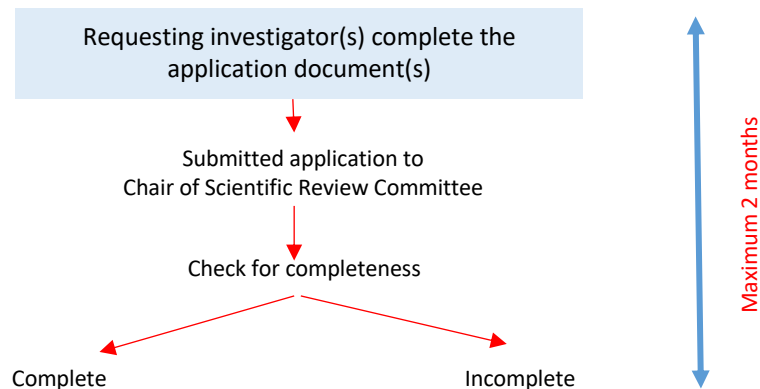 Requesting investigator(s) complete the
application document(s)
Submitted application to
Chair of Scientific Review Committee
Check for completeness
Complete
Incomplete
Maximum 2 months